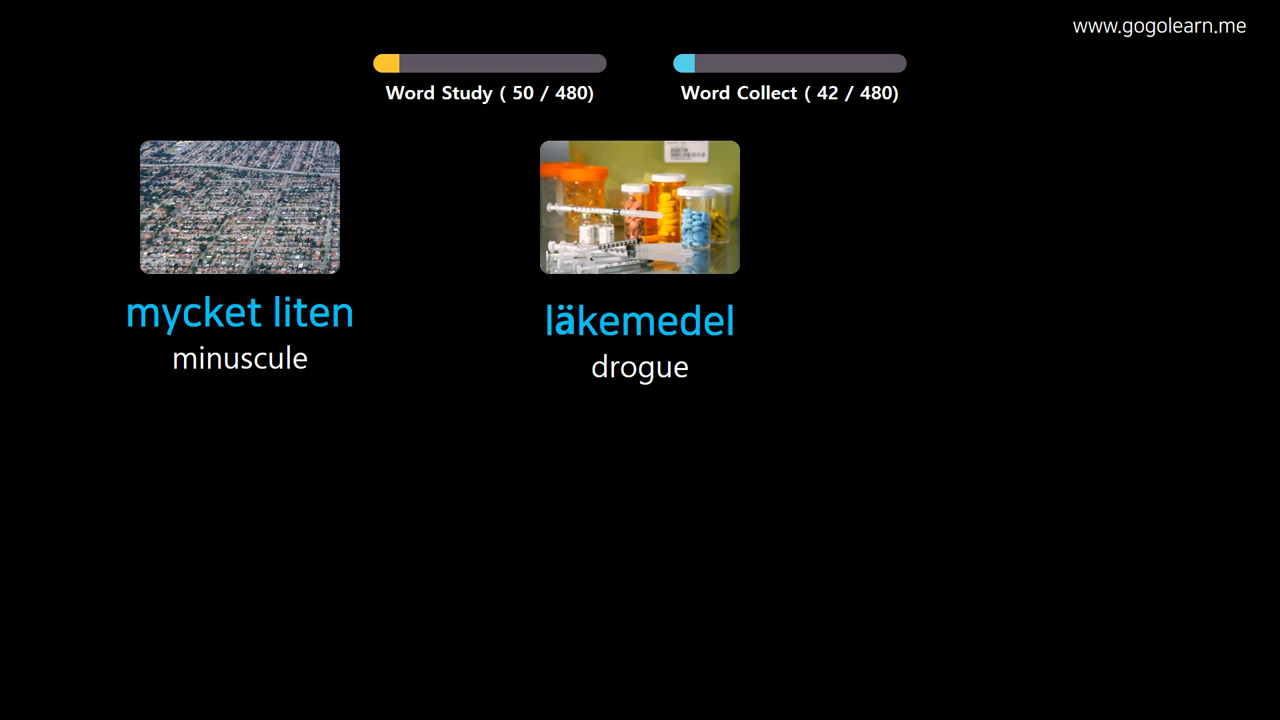 www.gogolearn.me
Word Study ( 50 / 480)
Word Collect ( 42 / 480)
mycket liten
minuscule
läkemedel
drogue